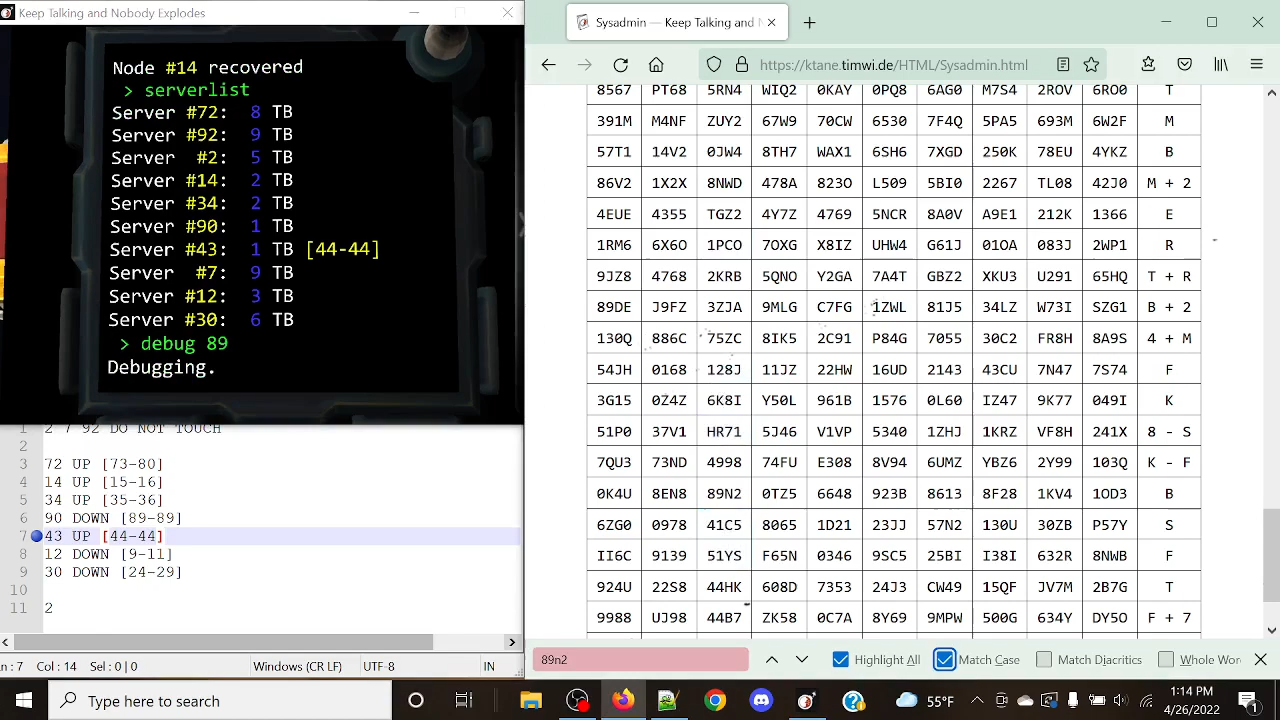 Keep Talking and Nobody Explodes
Node #14 recovered
> serverlist
Server #72: 8 TB
Server #92: 9 TB
Server #2: 5 TB
Server #14: 2 TB
Server #34: 2 TB
Server #90: 1 TB
Server #43: 1 TB [44-44]
Server #7: 9 TB
Server #12: 3 TB
Server #30: 6 TB
> debug 89
Debugging.
1 2 7 92 DO NOT TOUCH
2
3 72 UP [73-80]
4 14 UP [15-16]
5 34 UP [35-36]
6 90 DOWN [89-89]
7 43 UP [44-44]
8 12 DOWN [9-11]
9 30 DOWN [24-29]
10
11 2
Ln : 7 Col : 14 Sel : 0 | 0 Windows (CR LF) UTF-8 IN
Sysadmin — Keep Talking and N
https://ktane.timwi.de/HTML/Sysadmin.html
8567 PT68 5RN4 WIQ2 0KAY 0PQ8 6AG0 M7S4 2ROV 6RO0 T
391M M4NF ZUY2 67W9 70CW 6530 7F4Q 5PA5 693M 6W2F M
57T1 14V2 0JW4 8TH7 WAX1 6SHE 7XGD 250K 78EU 4YKZ B
86V2 1X2X 8NWD 478A 823O L509 5BI0 2267 TL08 42J0 M + 2
4EUE 4355 TGZ2 4Y7Z 4769 5NCR 8A0V A9E1 212K 1366 E
1RM6 6X6O 1PCO 7OXG X8IZ UNW4 G61J 01OA 2WP1 R
9JZ8 4768 2KRB 5QNO 72GA 7A4T GBZ2 XKU3 U291 65HQ T + R
89DE J9FZ 3ZJA 9MLG C7FG 1ZWL 81J3 34LZ W73I SZG1 B + 2
130Q 886C 75ZC 8IK5 2C91 P84G 7053 30C2 FR8H 8A9S 4 - M
54JH 0168 128J 11JZ 22HW 16UD 2143 43CU 7N47 7S74 F
3G15 0Z4Z 6K8I Y50L 961B 1576 0L60 IZ47 9K77 049I K
51P0 37V1 HR71 5J46 V1VP 5340 1ZHJ 1KRZ VF8H 241X 8 - S
7QU3 73ND 4998 74FU E308 8V94 6UMZ YBZ6 2Y99 103Q K - F
0K4U 8EN8 89N2 0TZ5 6648 923B 8613 8F28 1KV4 1OD3 B
6ZG0 0978 41C5 8065 1D21 23JJ 57N2 130U 30ZB P57Y S
II6C 9139 51YS F65N 0346 9SC5 25BI I38I 632R 8NWB F
924U 22S8 44HK 608D 7353 24J3 CW49 15QF JV7M 2B7G T
9988 UJ98 44B7 ZK58 0C7A 8Y69 9MPW 500G 634Y DY5O F + 7
89n2 Highlight All Match Case Match Diacritics Whole
Type here to search
55°F
1:14 PM
4/26/2022